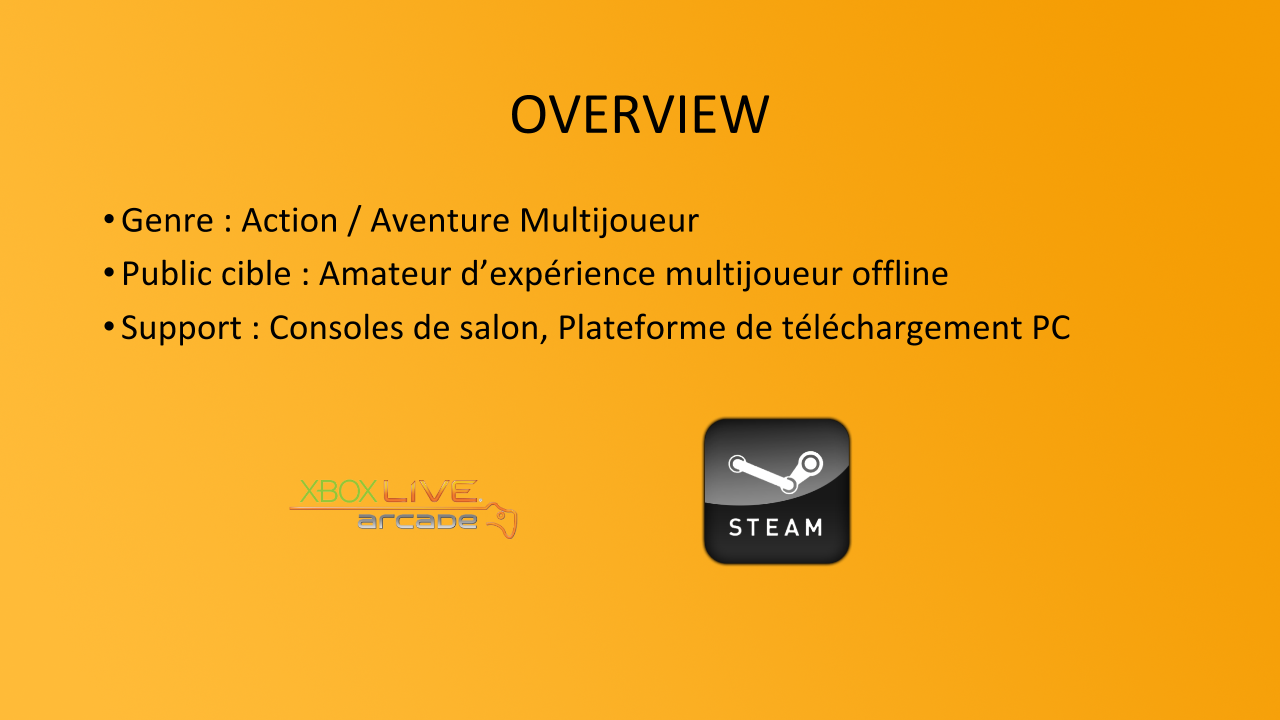 OVERVIEW
• Genre : Action / Aventure Multijoueur
• Public cible : Amateur d’expérience multijoueur offline
• Support : Consoles de salon, Plateforme de téléchargement PC
XBOX LIVE
arcade
STEAM